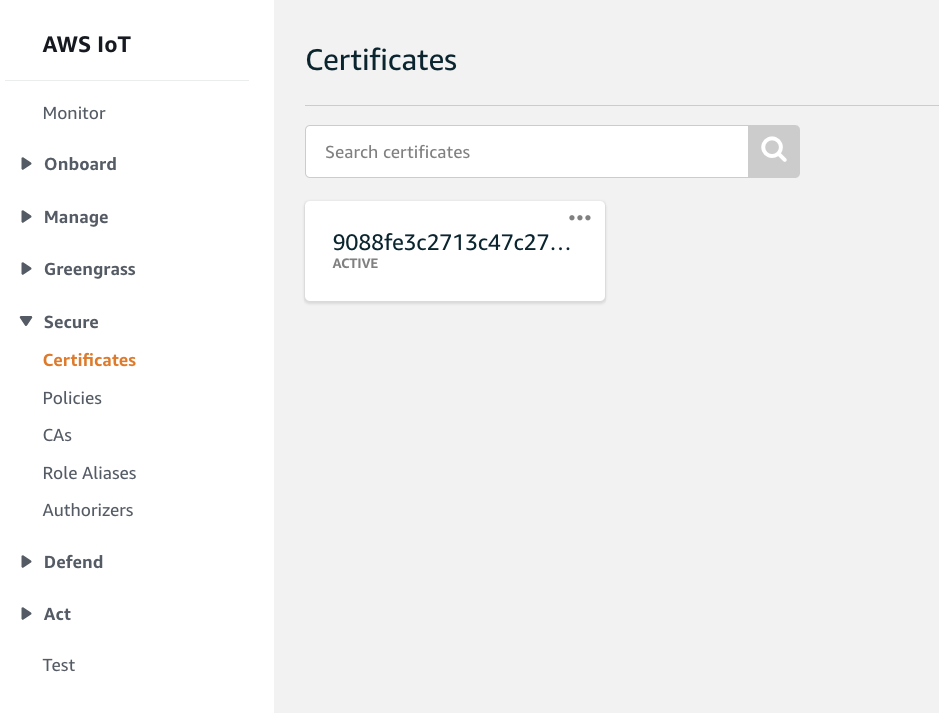 AWS IoT
Monitor
Onboard
Manage
Greengrass
Secure
Certificates
Policies
CAs
Role Aliases
Authorizers
Defend
Act
Test
Certificates
Search certificates
9088fe3c2713c47c27...
ACTIVE